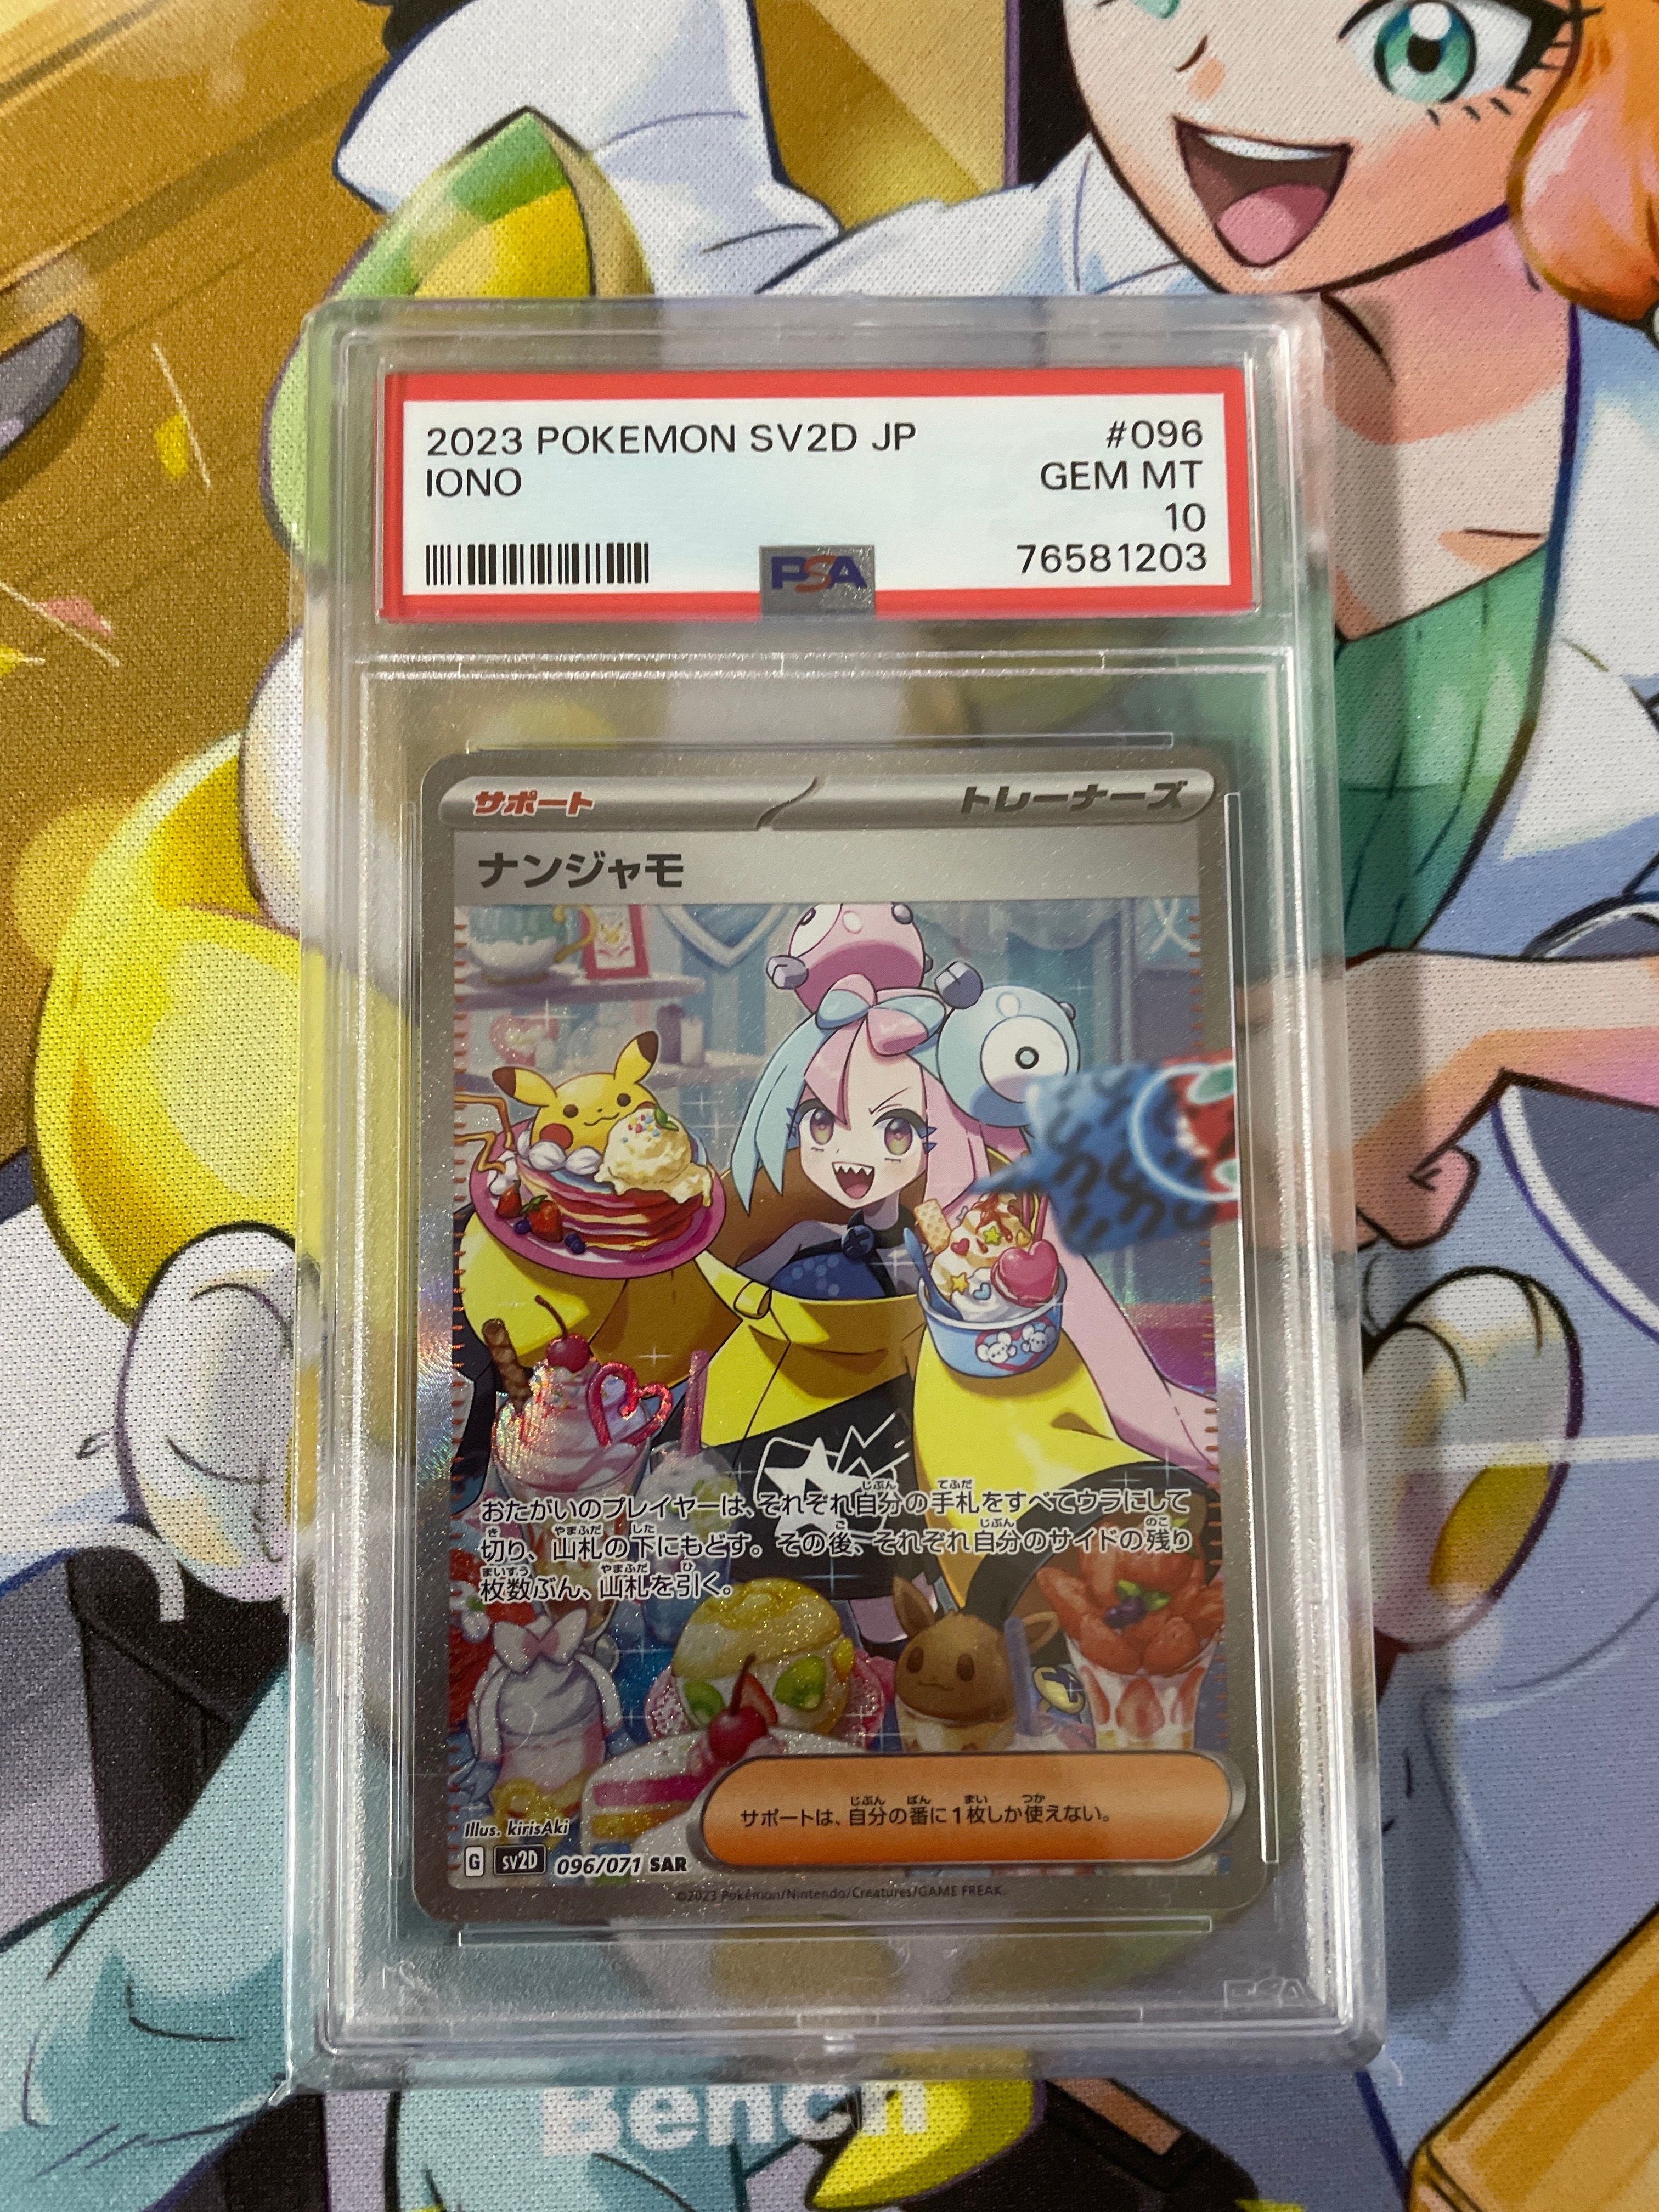 2023 POKEMON SV2D JP #096
IONO GEM MT
10
PSA 76581203
サポート トレーナーズ
ナンジャモ
おたがいのプレイヤーは、それぞれ自分の手札をすべてウラにして
切り、山札の下にもどす。その後、それぞれ自分のサイドの残り
枚数ぶん、山札を引く。
サポートは、自分の番に1枚しか使えない。
Illus. kirisAki
G sv2D 096/071 SAR
©2023 Pokémon/Nintendo/Creatures/GAME FREAK.
PSA
Bench